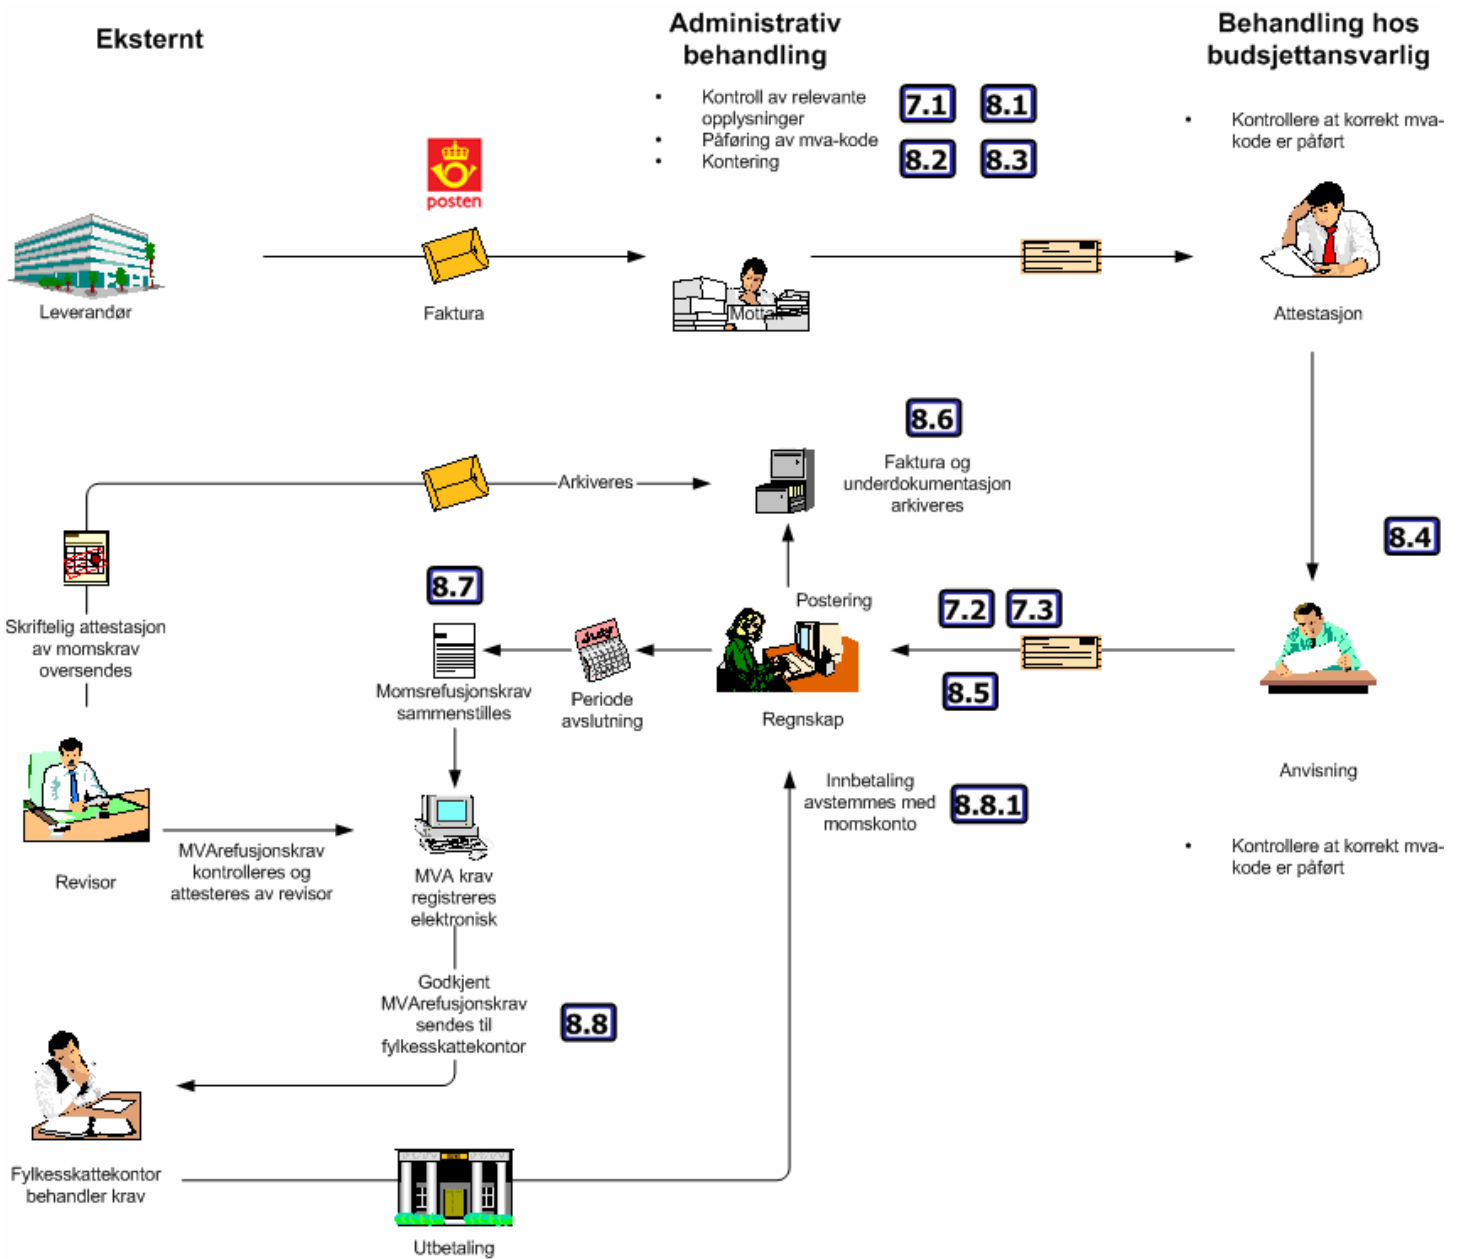 Eksternt
Administrativ
behandling
Behandling hos
budsjettansvarlig
• Kontroll av relevante
opplysninger
• Påføring av mva-kode
• Kontering
7.1
8.1
8.2
8.3
• Kontrollere at korrekt mva-
kode er påført
posten
Leverandør
Faktura
Mottak
Attestasjon
8.6
Faktura og
underdokumentasjon
arkiveres
Arkiveres
8.4
8.7
Skriftelig attestasjon
av momskrav
oversendes
Postering
7.2
7.3
8.5
July
Momsrefusjonskrav
sammenstilles
Periode
avslutning
Regnskap
Anvisning
Innbetaling
avstemmes med
momskonto
8.8.1
• Kontrollere at korrekt mva-
kode er påført
Revisor
MVArefusjonskrav
kontrolleres og
attesteres av revisor
MVA krav
registreres
elektronisk
Godkjent
MVArefusjonskrav
sendes til
fylkesskattekontor
8.8
Fylkesskattekontor
behandler krav
Utbetaling